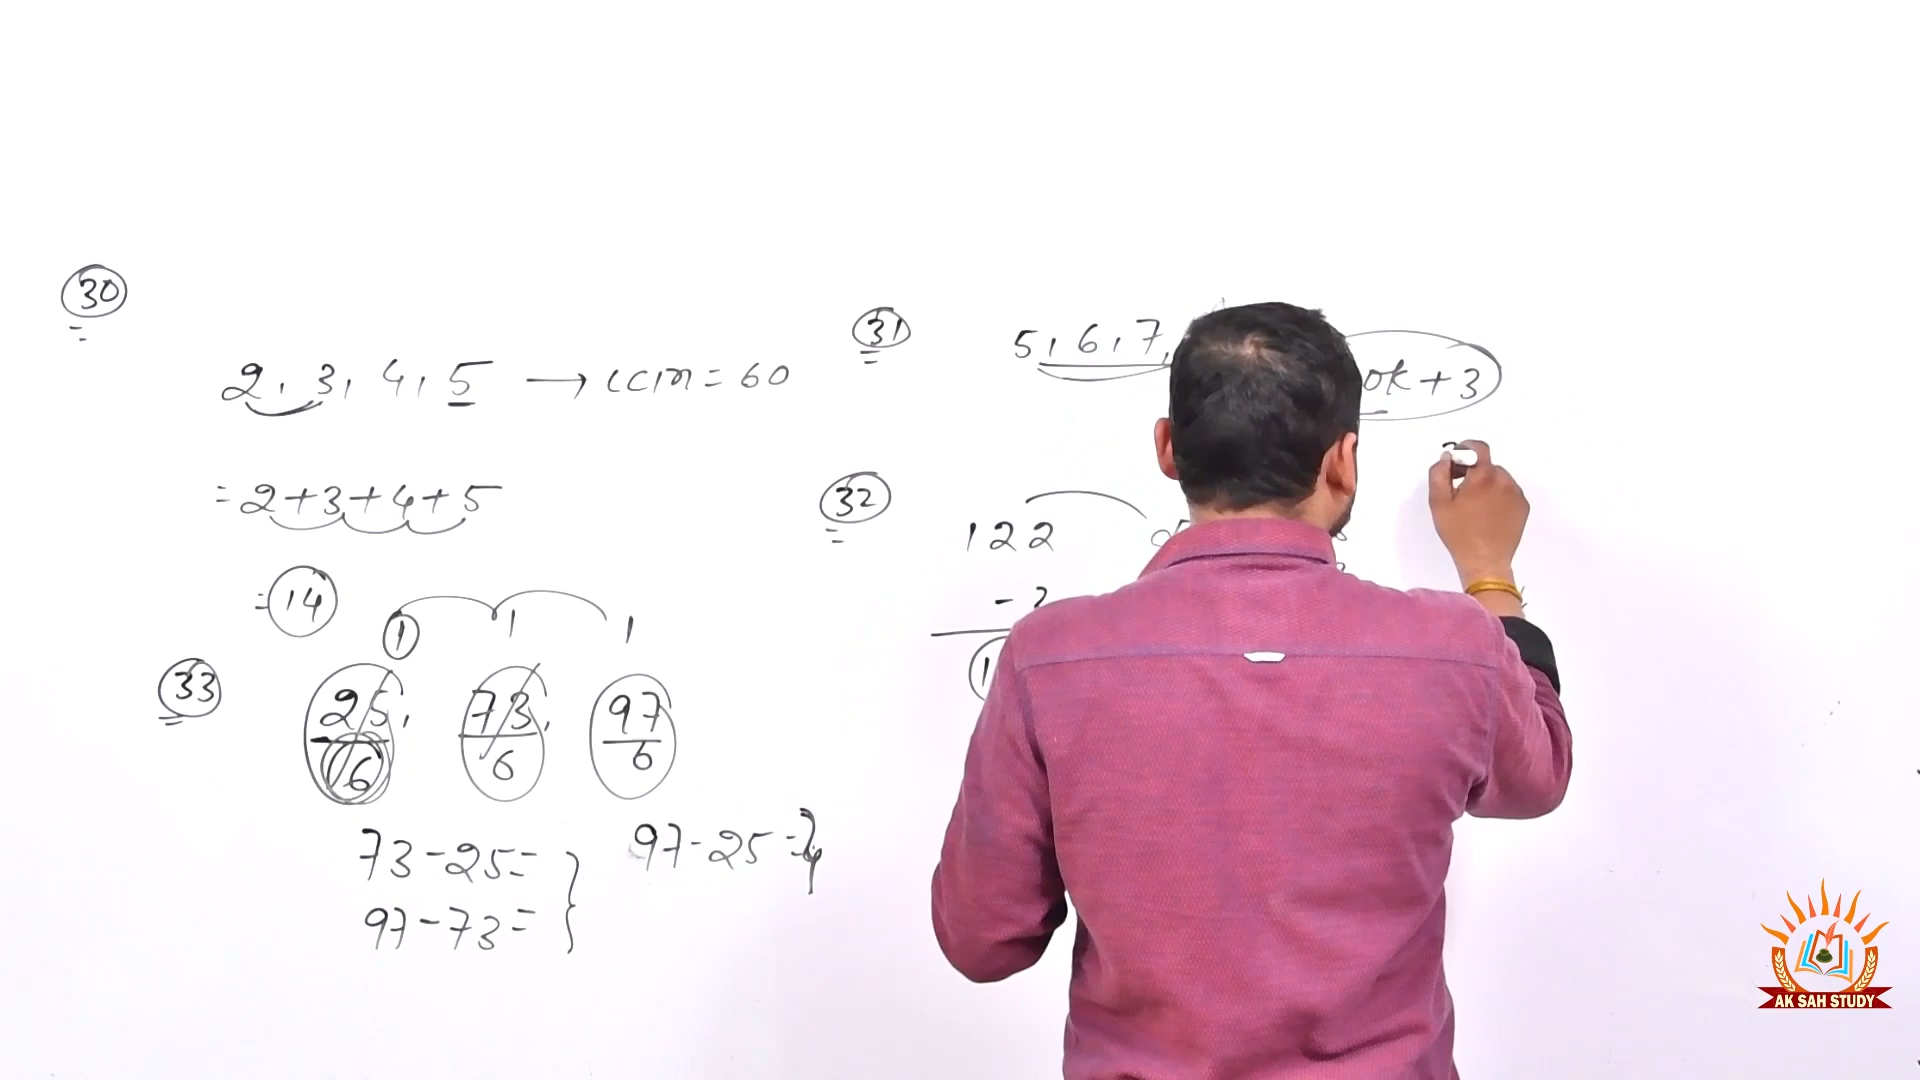 30
2, 3, 4, 5 → LCM = 60
= 2+3+4+5
= 14
33
1 1 1
25, 73, 97
6 6 6
73-25=
97-73=
97-25=
31
5, 6, 7,
0k+3
32
122
AK SAH STUDY